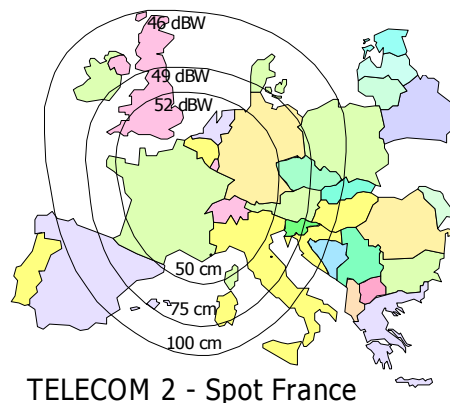 46 dBW
49 dBW
52 dBW
50 cm
75 cm
100 cm
TELECOM 2 - Spot France